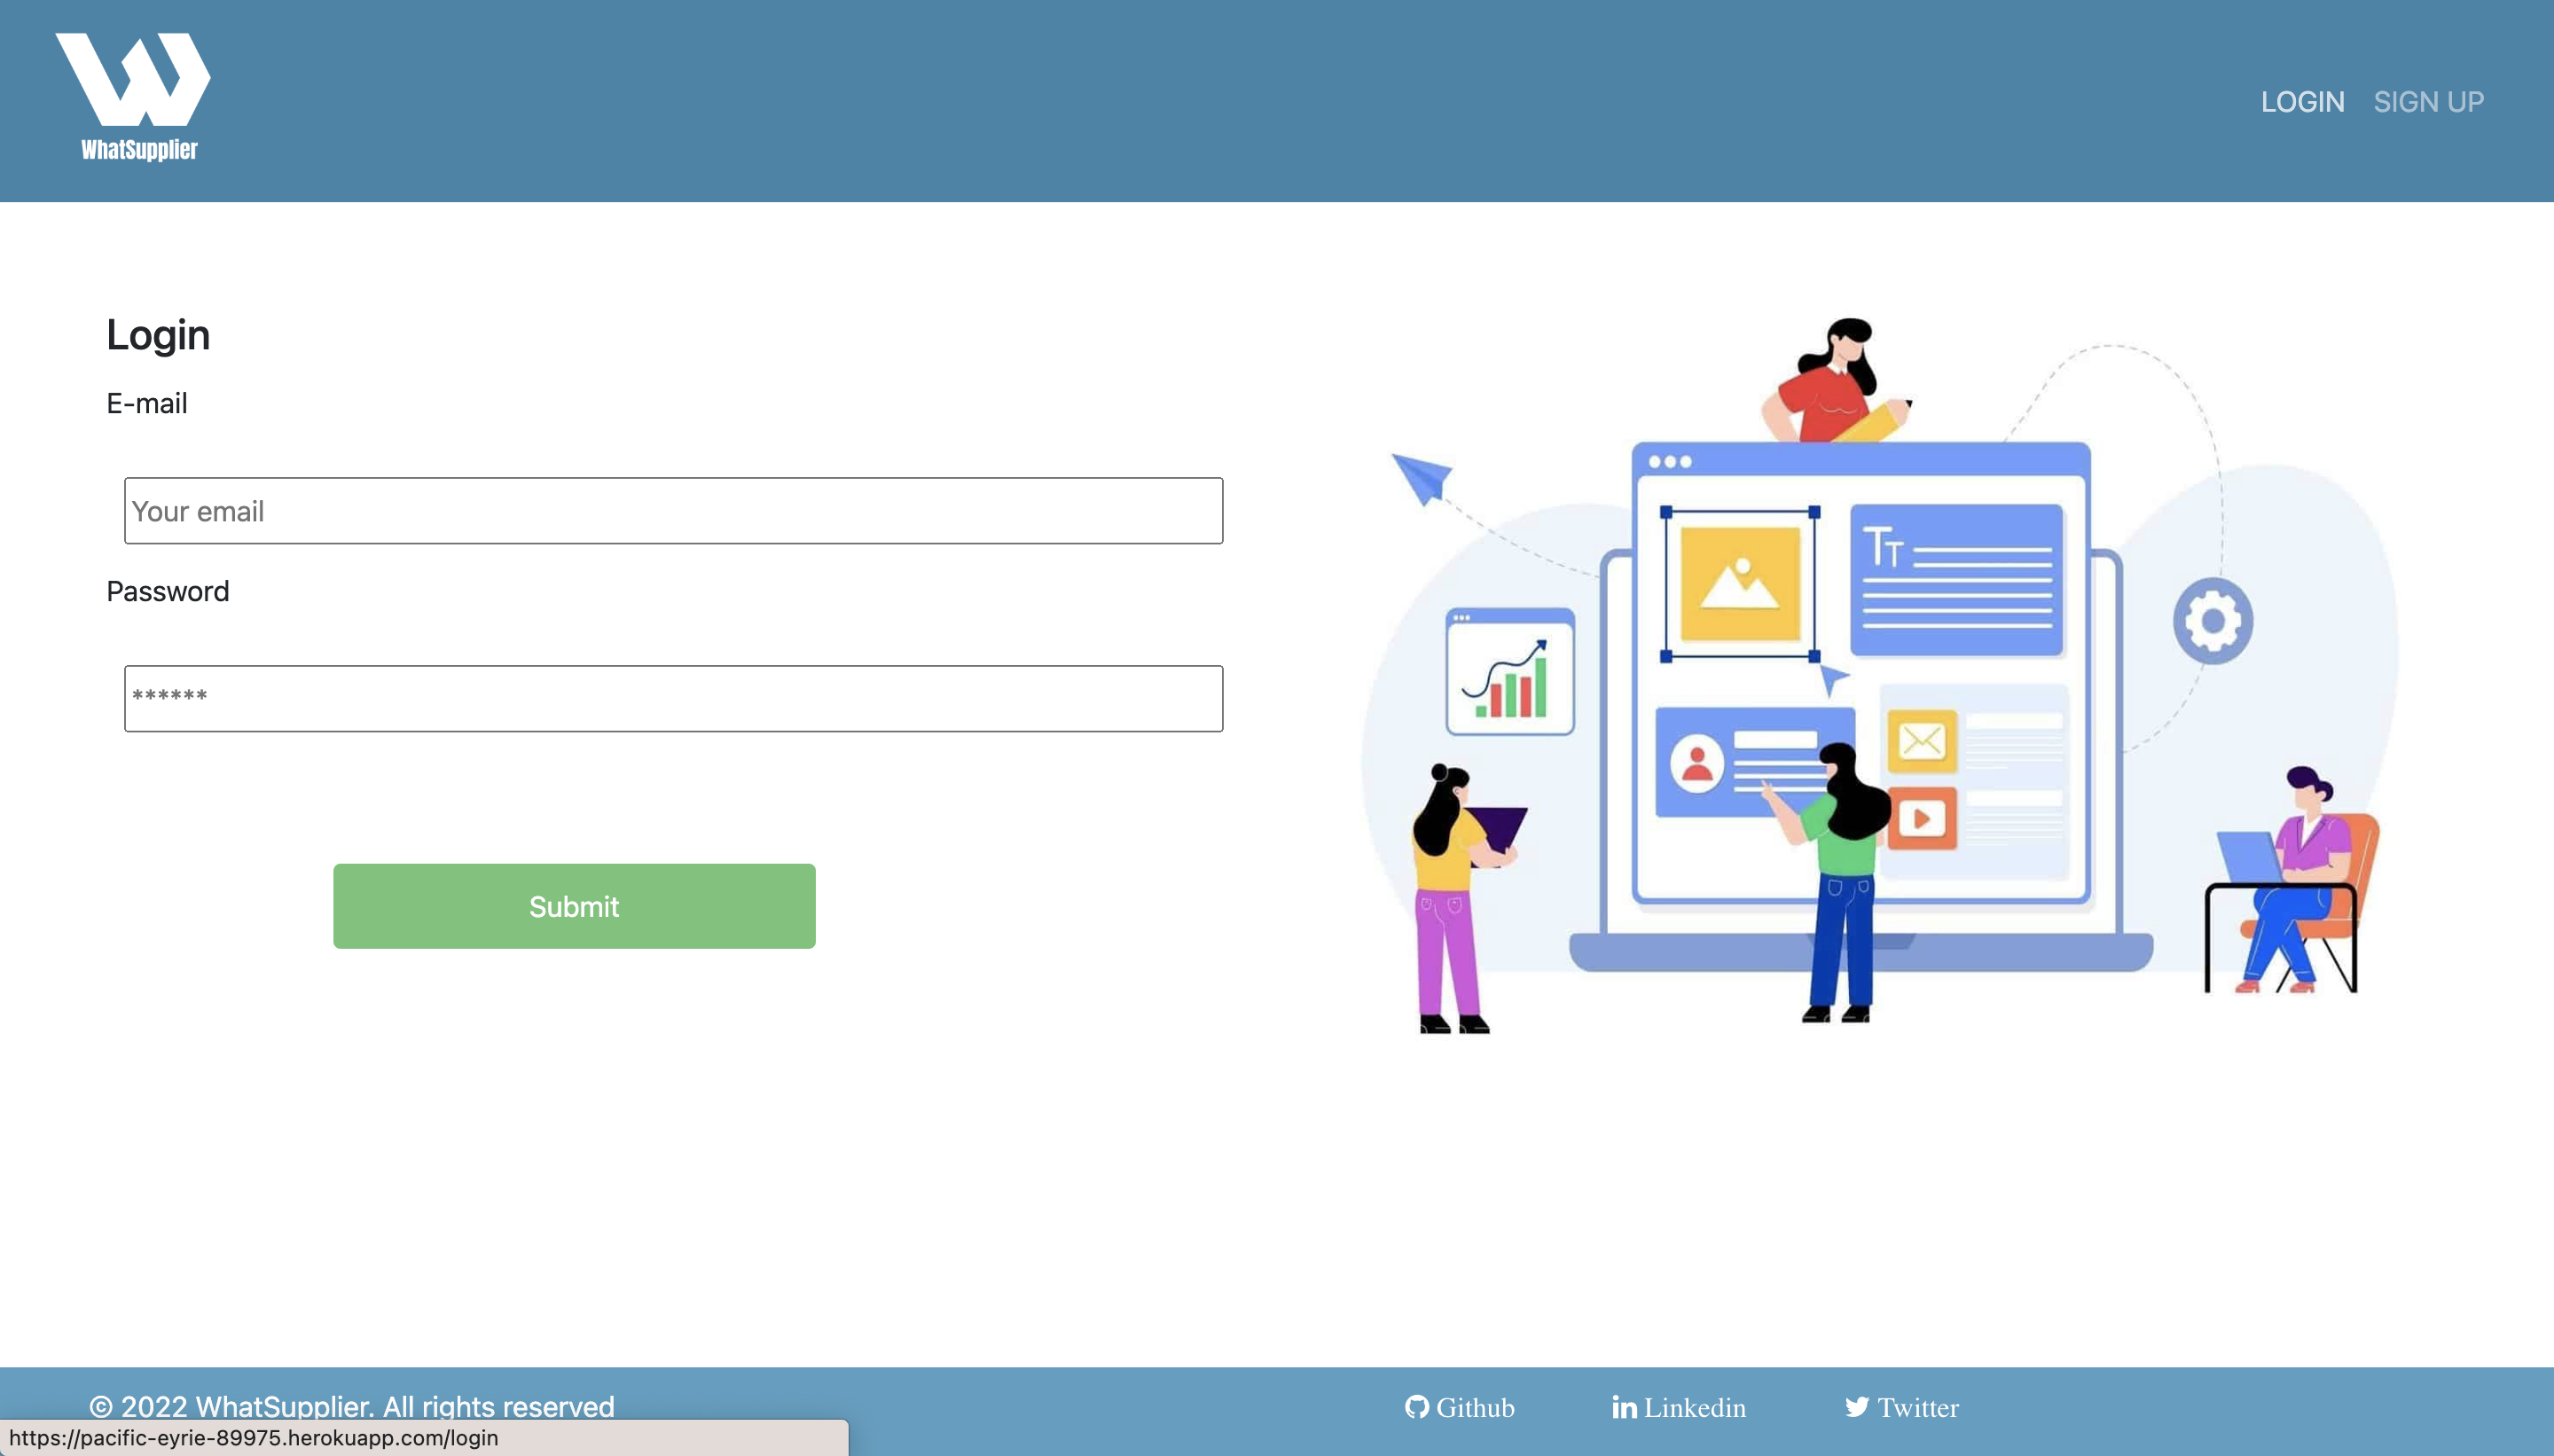 WhatSupplier
LOGIN SIGN UP
Login
E-mail
Your email
Password
******
Submit
TT
© 2022 WhatSupplier. All rights reserved
Github Linkedin Twitter
https://pacific-eyrie-89975.herokuapp.com/login